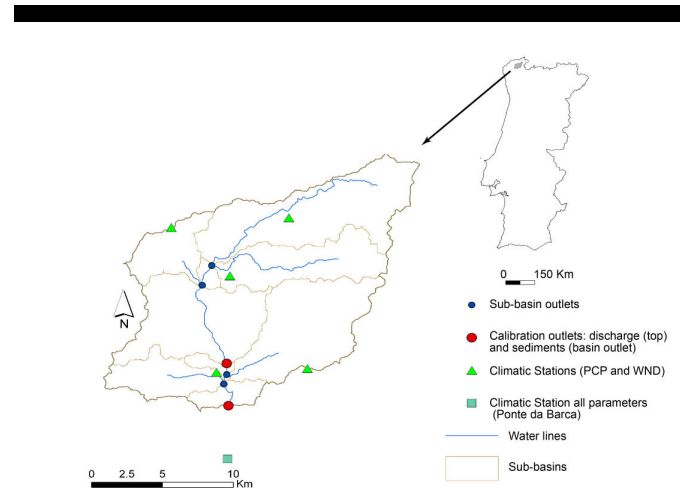 0 150 Km
Sub-basin outlets
Calibration outlets: discharge (top)
and sediments (basin outlet)
Climatic Stations (PCP and WND)
Climatic Station all parameters
(Ponte da Barca)
Water lines
Sub-basins
N
0 2.5 5 10
Km